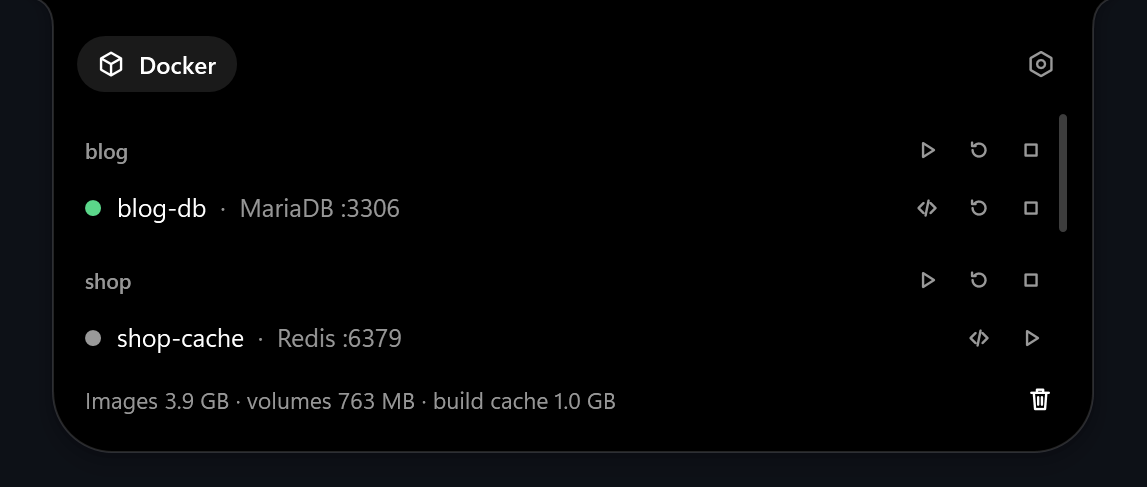 Docker
blog
blog-db · MariaDB :3306
shop
shop-cache · Redis :6379
Images 3.9 GB · volumes 763 MB · build cache 1.0 GB